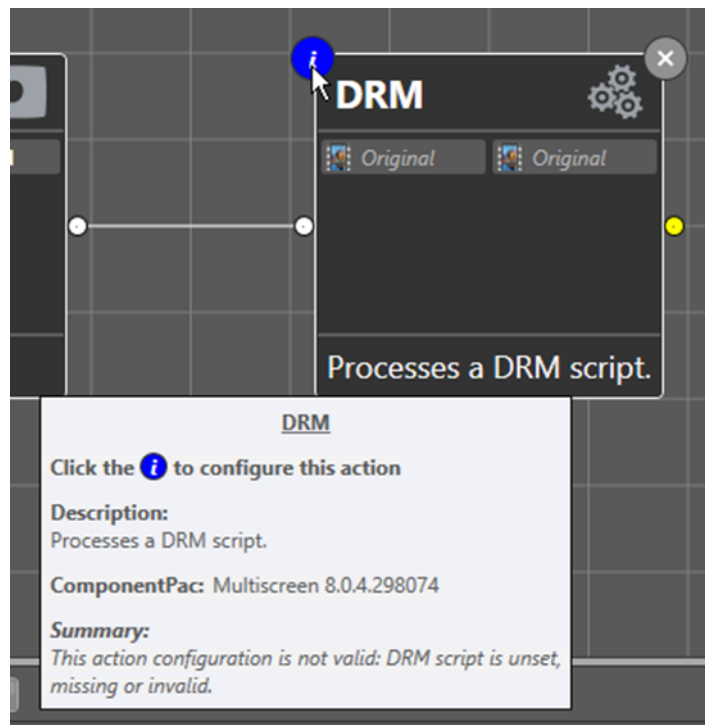 i
DRM
Original Original
Processes a DRM script.
DRM
Click the i to configure this action
Description:
Processes a DRM script.
ComponentPac: Multiscreen 8.0.4.298074
Summary:
This action configuration is not valid: DRM script is unset,
missing or invalid.